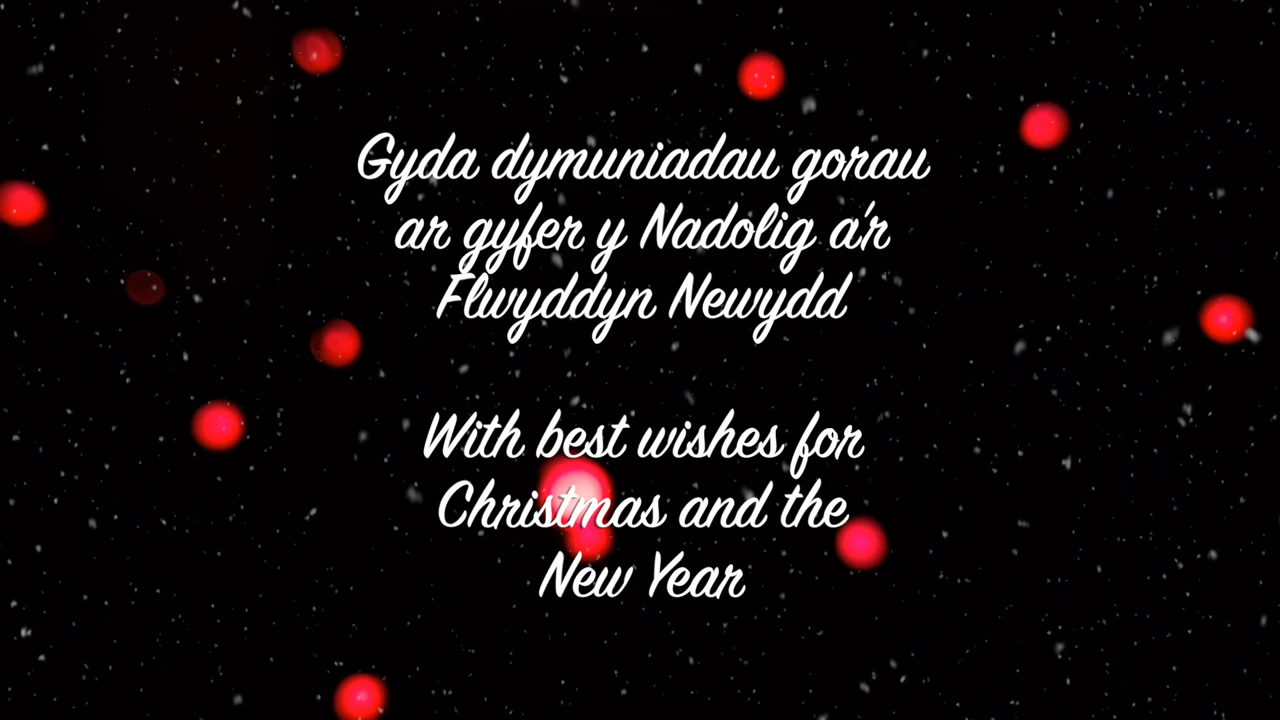 Gyda dymuniadau gorau
ar gyfer y Nadolig a'r
Flwyddyn Newydd
With best wishes for
Christmas and the
New Year